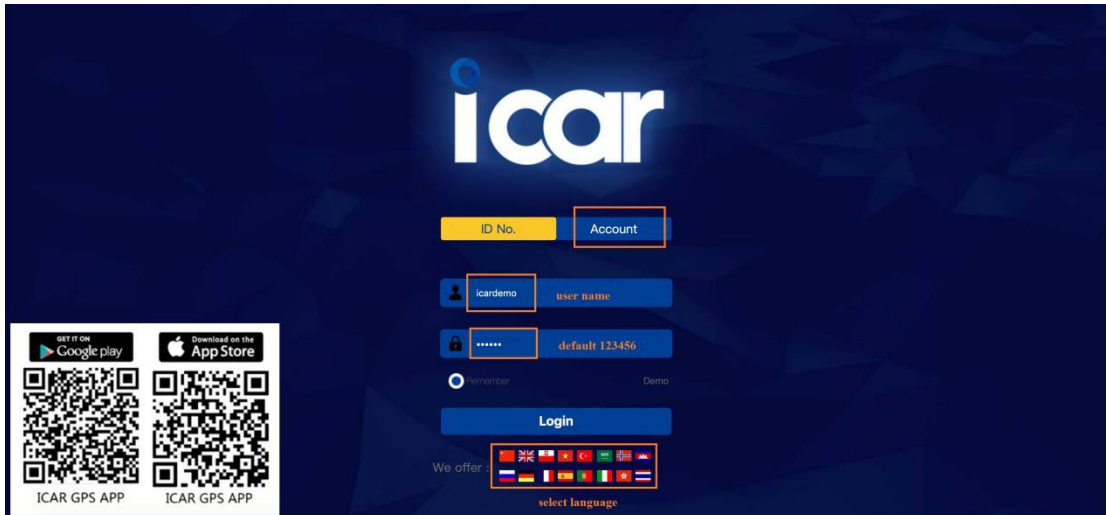 icar
ID No.
Account
icardemo
user name
••••••
default 123456
Remember
Demo
Login
We offer :
select language
GET IT ON
Google play
Download on the
App Store
ICAR GPS APP
ICAR GPS APP